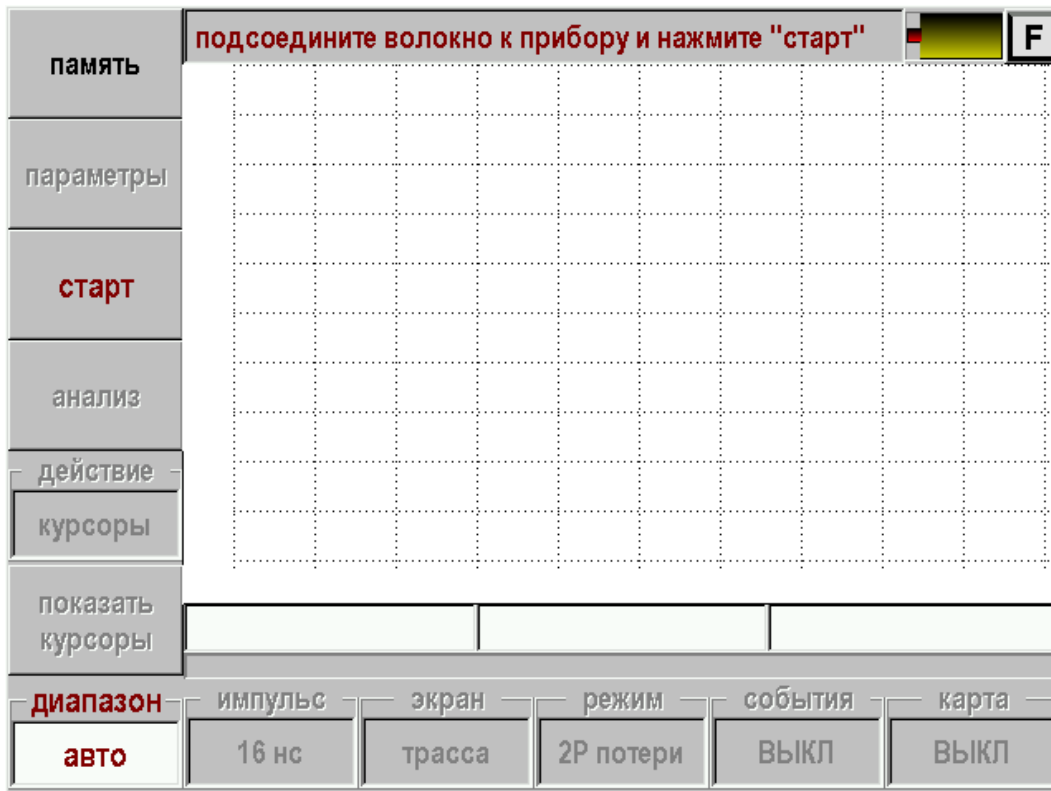 память
подсоедините волокно к прибору и нажмите "старт"
F
параметры
старт
анализ
действие
курсоры
показать
курсоры
диапазон импульс экран режим события карта
авто 16 нс трасса 2Р потери ВЫКЛ ВЫКЛ